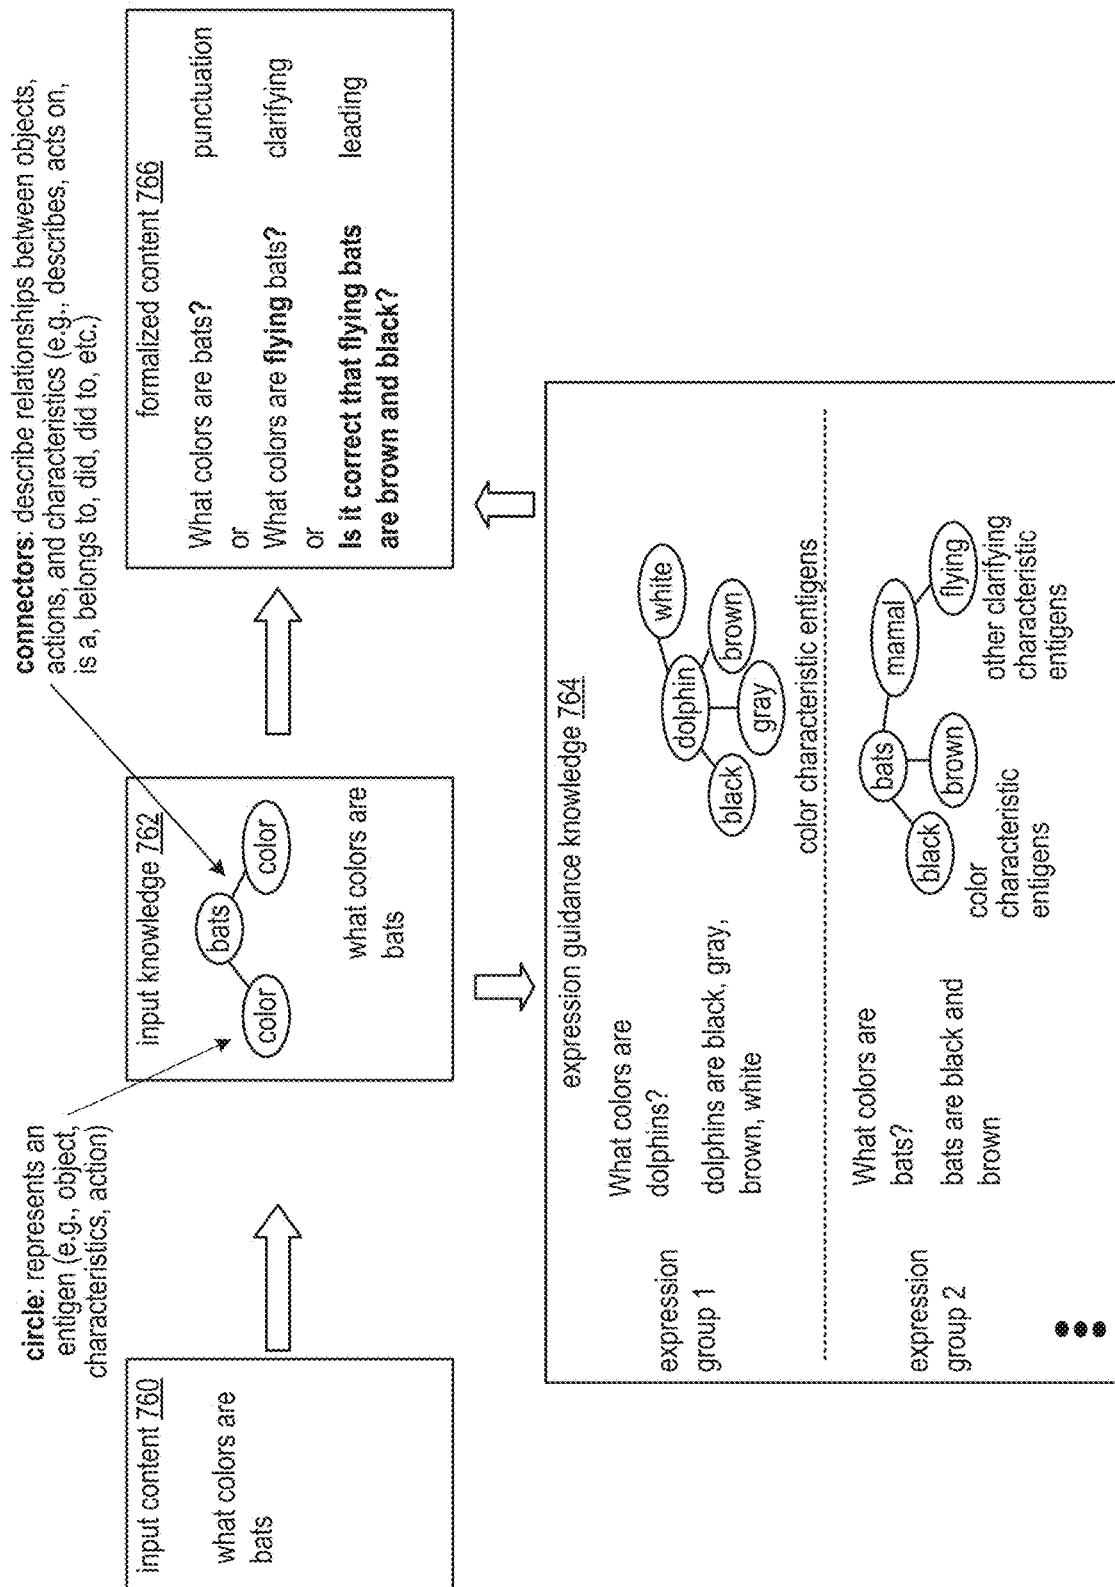 connectors: describe relationships between objects,
actions, and characteristics (e.g., describes, acts on,
is a, belongs to, did, did to, etc.)
circle: represents an
entigen (e.g., object,
characteristics, action)
input content 760
what colors are
bats
input knowledge 762
bats
color
color
what colors are
bats
formalized content 766
What colors are bats?
punctuation
or
What colors are flying bats?
clarifying
or
Is it correct that flying bats
are brown and black?
leading
expression guidance knowledge 764
expression
group 1
What colors are
dolphins?
dolphins are black, gray,
brown, white
white
dolphin
black
brown
gray
color characteristic entigens
expression
group 2
What colors are
bats?
bats are black and
brown
bats
mamal
black
brown
flying
color
characteristic
entigens
other clarifying
characteristic
entigens